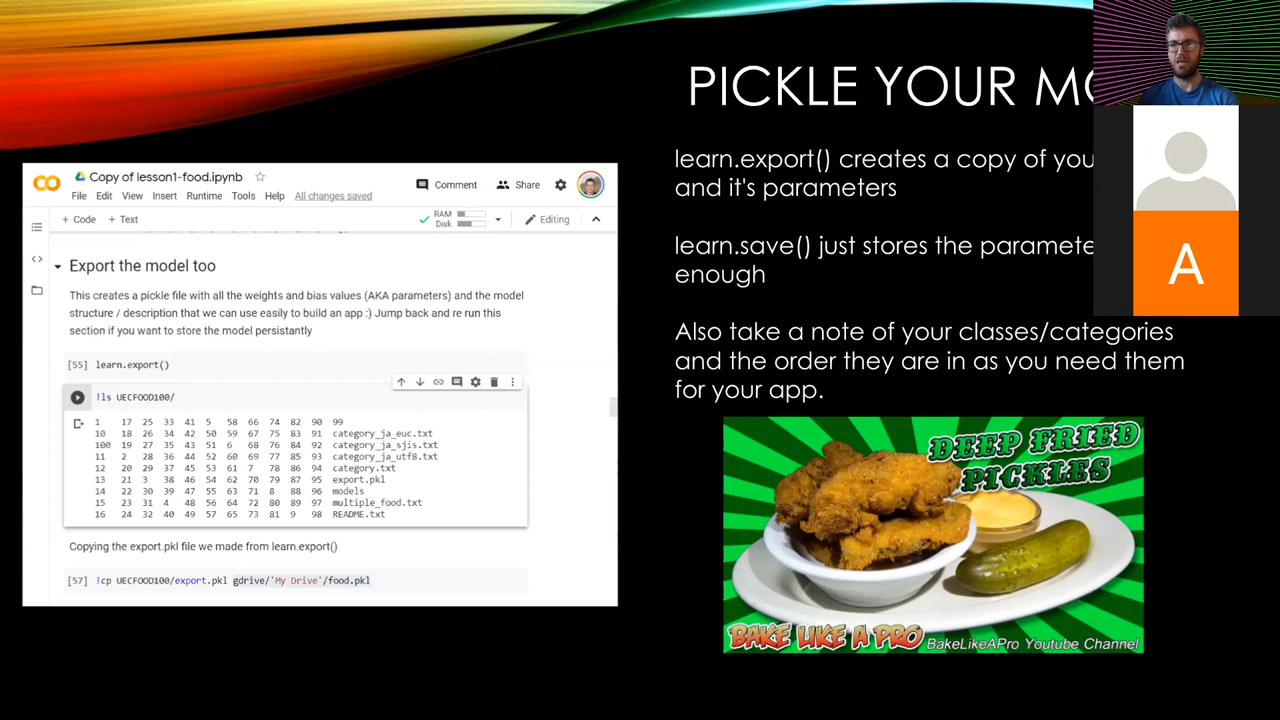 PICKLE YOUR
learn.export() creates a copy of
and it's parameters
learn.save() just stores the
enough
Also take a note of your classes/categories
and the order they are in as you need them
for your app.
Copy of lesson1-food.ipynb
Comment Share
File Edit View Insert Runtime Tools Help All changes saved
+ Code + Text RAM Disk Editing
Export the model too
This creates a pickle file with all the weights and bias values (AKA parameters) and the model
structure / description that we can use easily to build an app :) Jump back and re run this
section if you want to store the model persistantly
[55] learn.export()
!ls UECFOOD100/
1 17 25 33 41 5 58 66 74 82 90 99
10 18 26 34 42 50 59 67 75 83 91 category_ja_euc.txt
100 19 27 35 43 51 6 68 76 84 92 category_ja_sjis.txt
11 2 28 36 44 52 60 69 77 85 93 category_ja_utf8.txt
12 20 29 37 45 53 61 7 78 86 94 category.txt
13 21 3 38 46 54 62 70 79 87 95 export.pkl
14 22 30 39 47 55 63 71 8 88 96 models
15 23 31 4 48 56 64 72 80 89 97 multiple_food.txt
16 24 32 40 49 57 65 73 81 9 98 README.txt
Copying the export.pkl file we made from learn.export()
[57] !cp UECFOOD100/export.pkl gdrive/'My Drive'/food.pkl
DEEP FRIED
PICKLES
BAKE LIKE A PRO BakeLikeAPro Youtube Channel
A